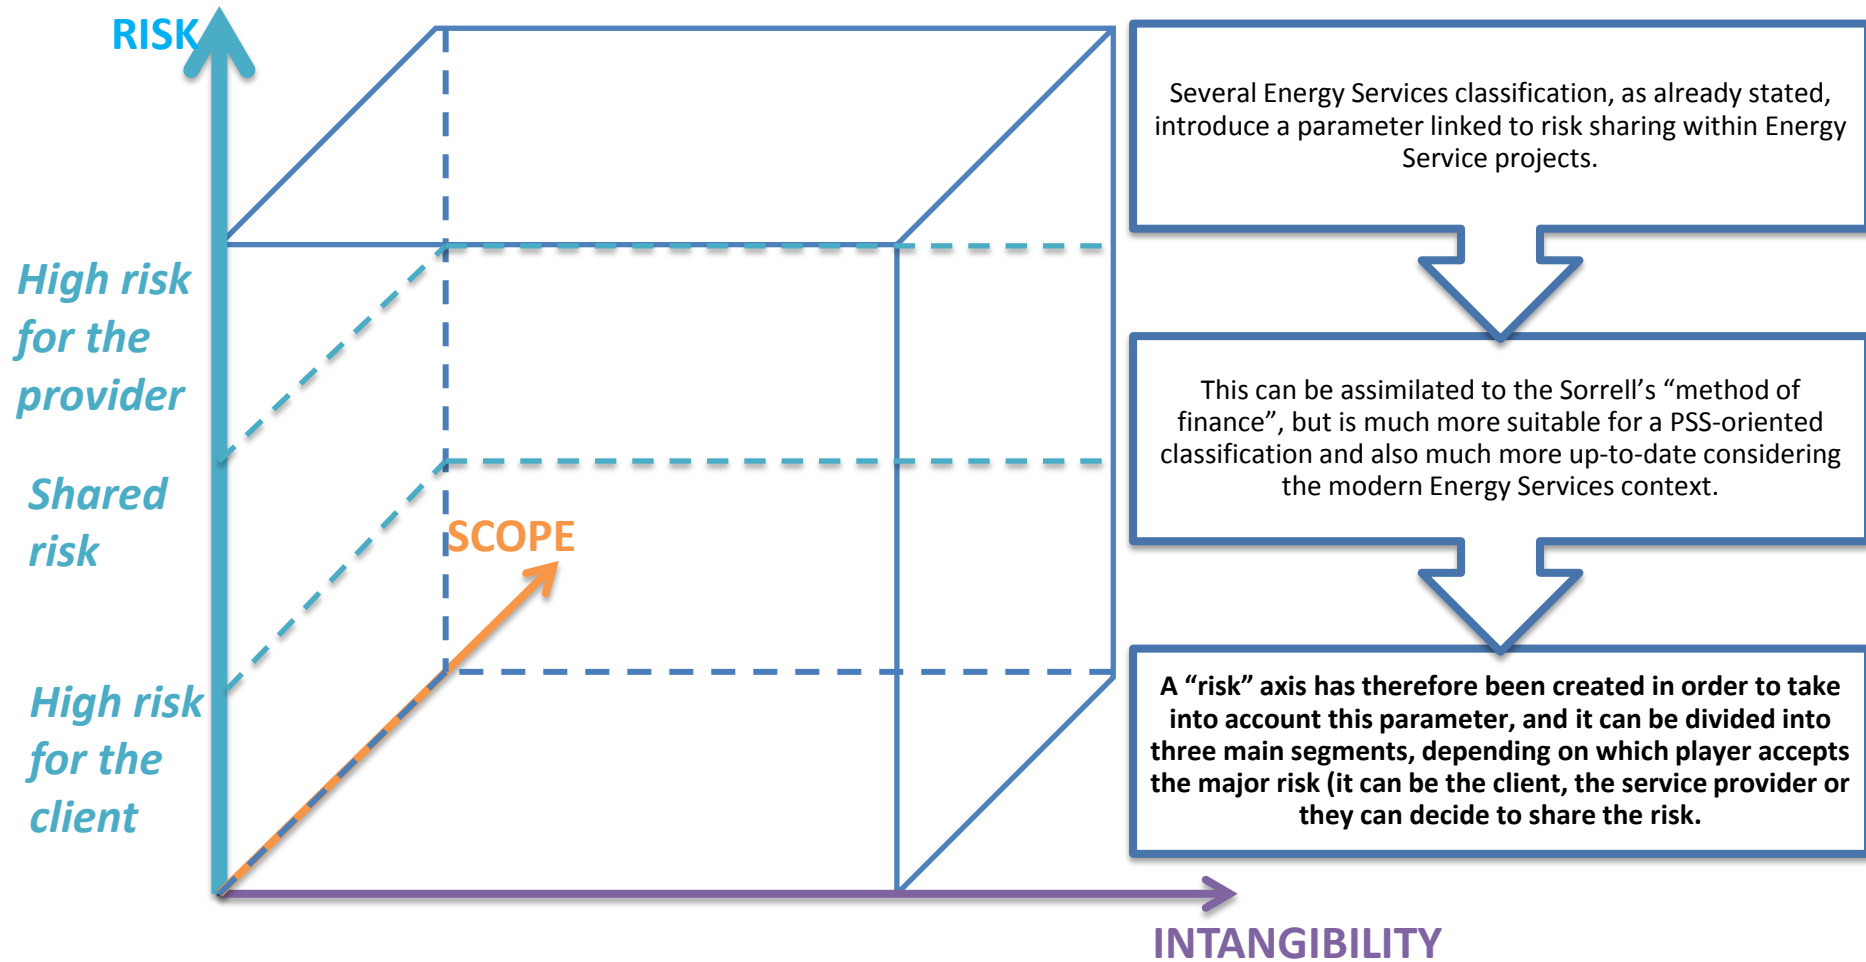 RISK
High risk
for the
provider
Shared
risk
SCOPE
High risk
for the
client
INTANGIBILITY
Several Energy Services classification, as already stated,
introduce a parameter linked to risk sharing within Energy
Service projects.
This can be assimilated to the Sorrell’s “method of
finance”, but is much more suitable for a PSS-oriented
classification and also much more up-to-date considering
the modern Energy Services context.
A “risk” axis has therefore been created in order to take
into account this parameter, and it can be divided into
three main segments, depending on which player accepts
the major risk (it can be the client, the service provider or
they can decide to share the risk.